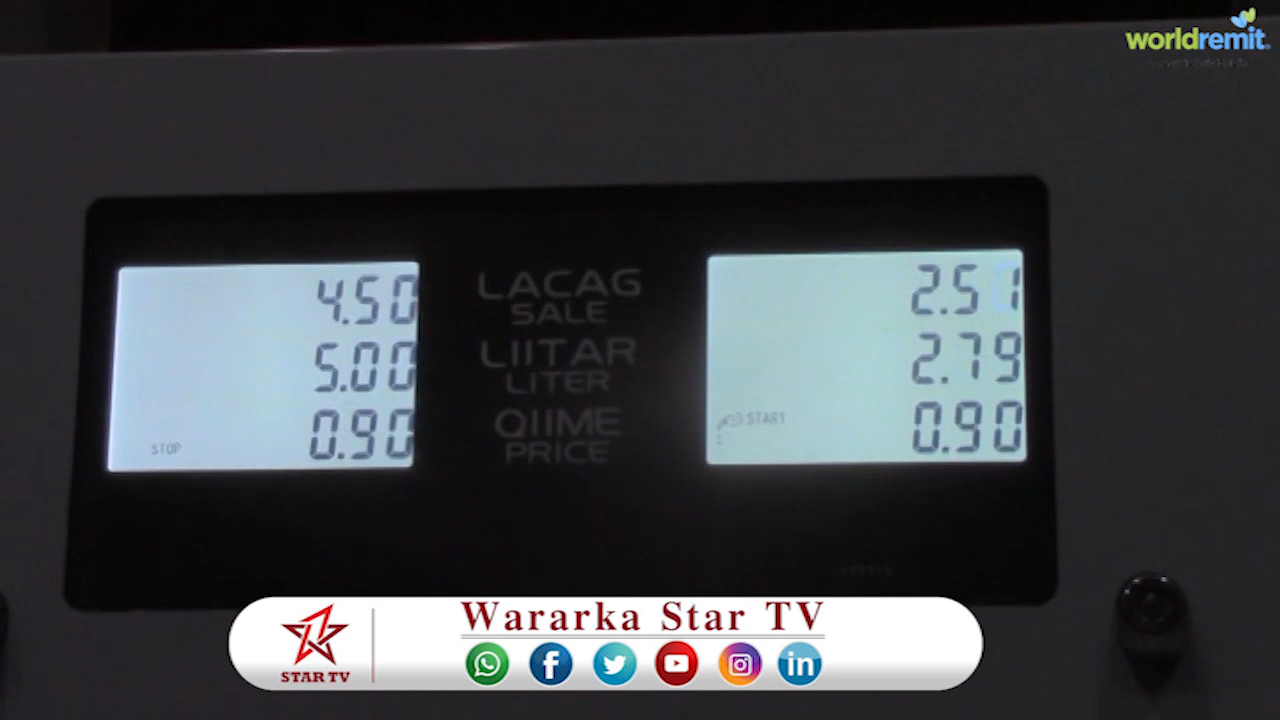 worldremit
4.50
5.00
0.90
STOP
LACAG
SALE
LIITAR
LITER
QIIME
PRICE
2.51
2.79
START
0.90
Wararka Star TV
STAR TV